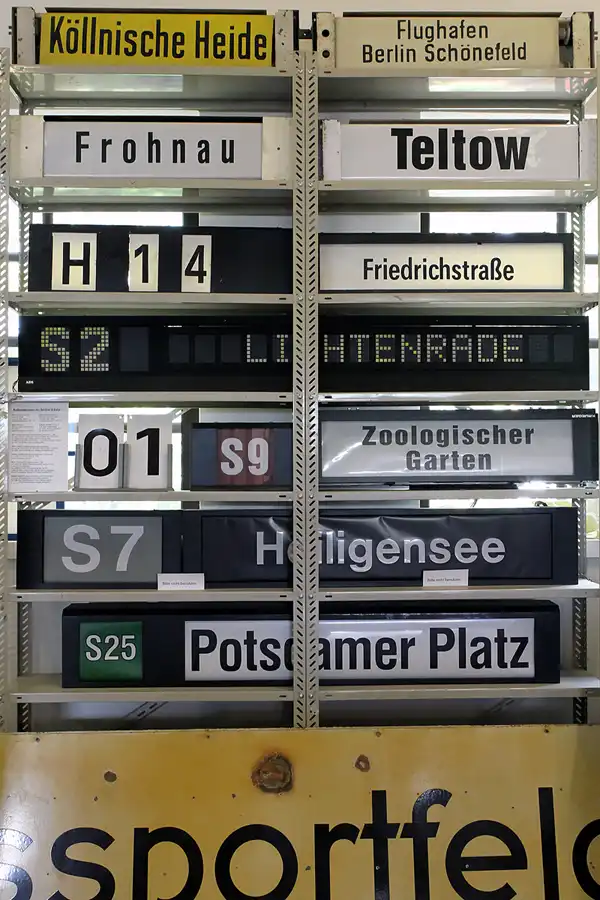 Köllnische Heide
Flughafen
Berlin Schönefeld
Frohnau
Teltow
H 14
Friedrichstraße
S2 LICHTENRADE
01
S9
Zoologischer
Garten
S7
Heiligensee
S25
Potsdamer Platz
ssportfeld